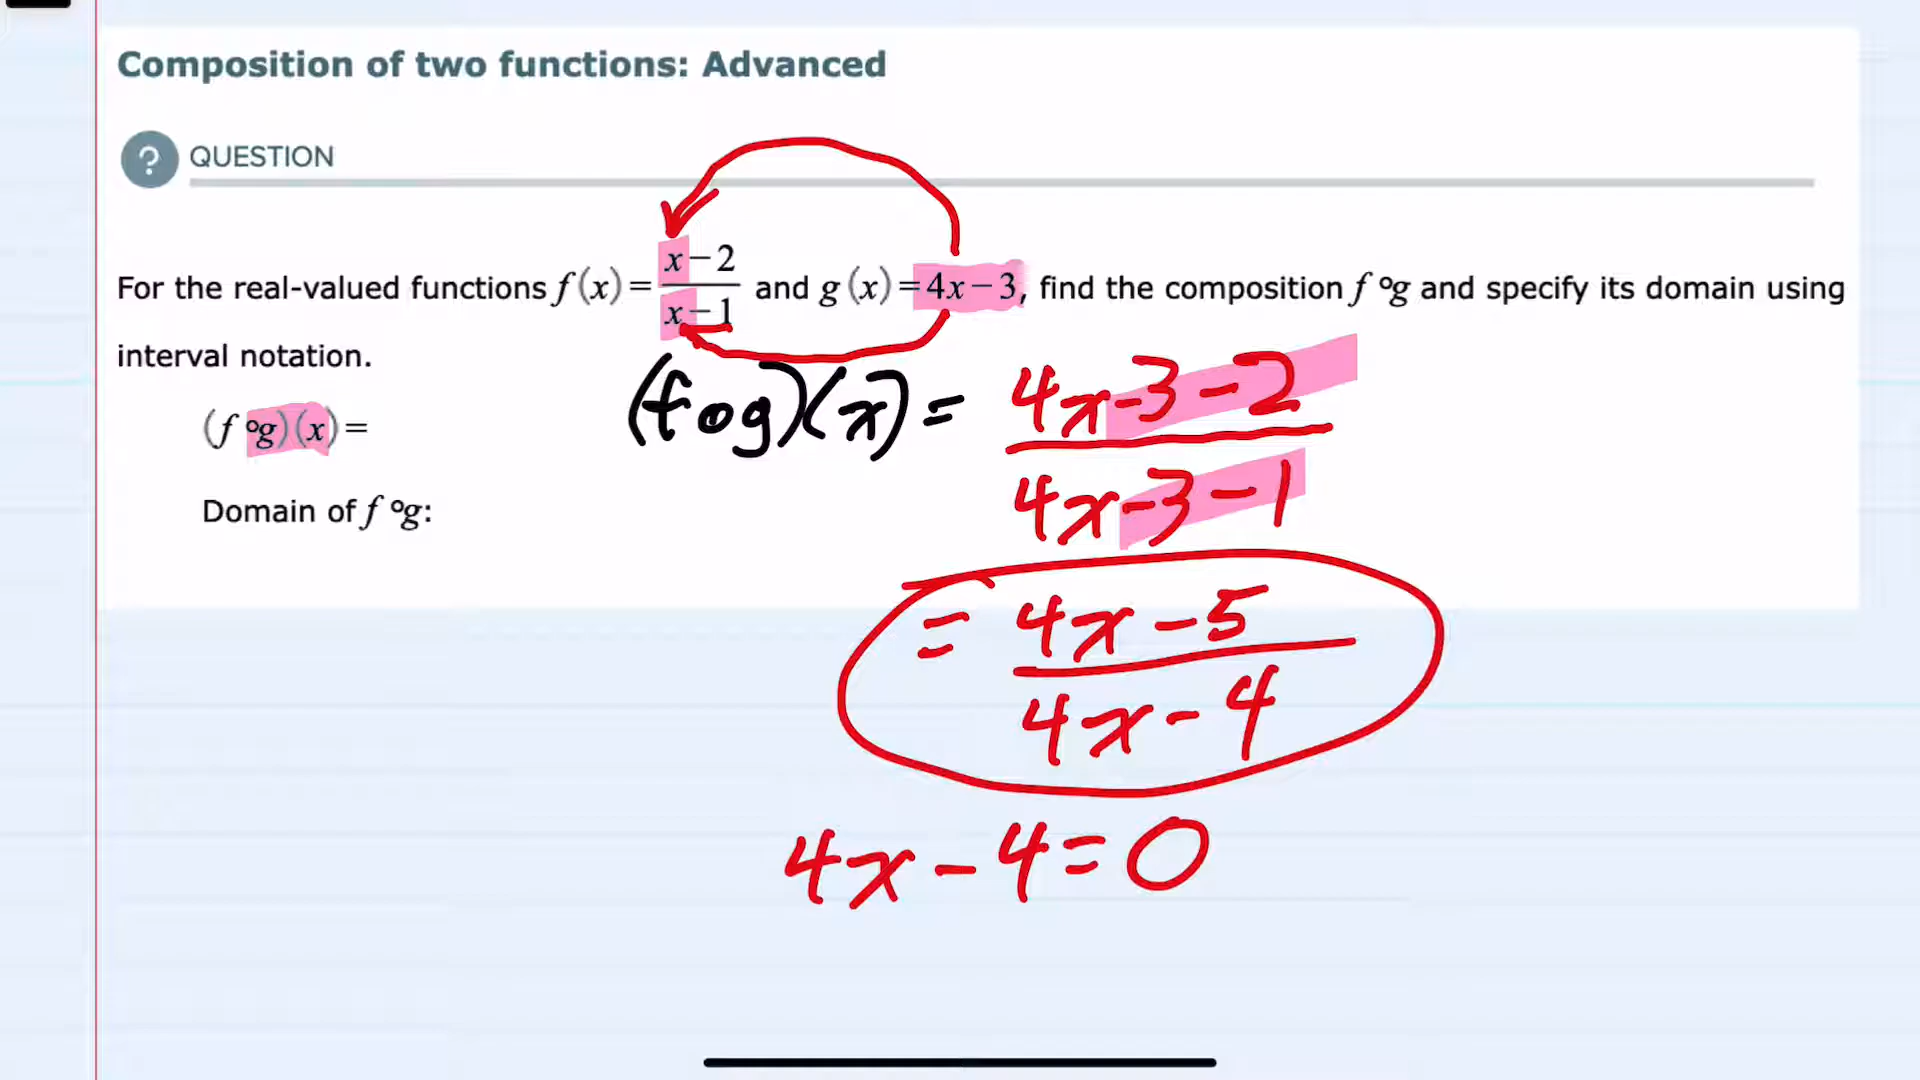 Composition of two functions: Advanced
? QUESTION
For the real-valued functions f(x) = (x−2)/(x−1) and g(x) = 4x−3, find the composition f∘g and specify its domain using
interval notation.
(f∘g)(x) =
(fog)(x) = (4x-3-2)/(4x-3-1)
Domain of f∘g:
= (4x-5)/(4x-4)
4x-4=0